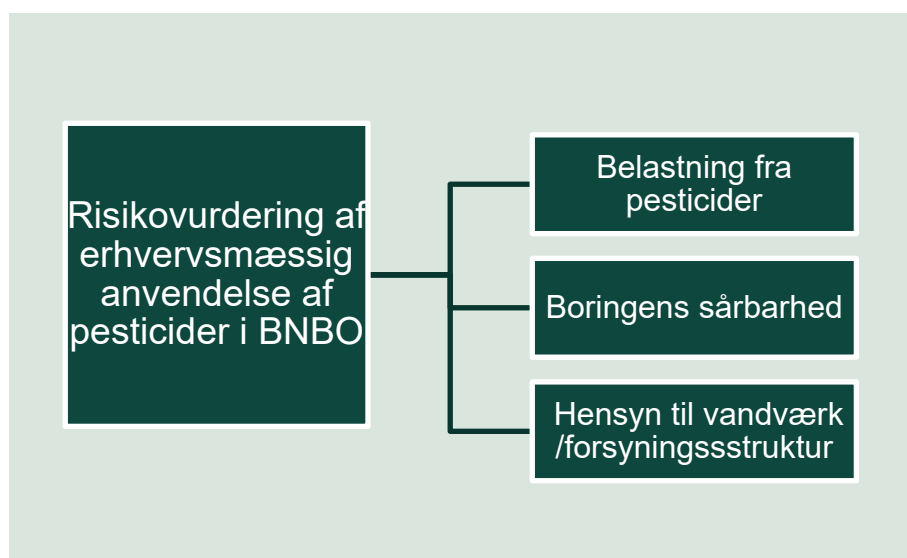 Risikovurdering af
erhvervsmæssig
anvendelse af
pesticider i BNBO
Belastning fra
pesticider
Boringens sårbarhed
Hensyn til vandværk
/forsyningssstruktur